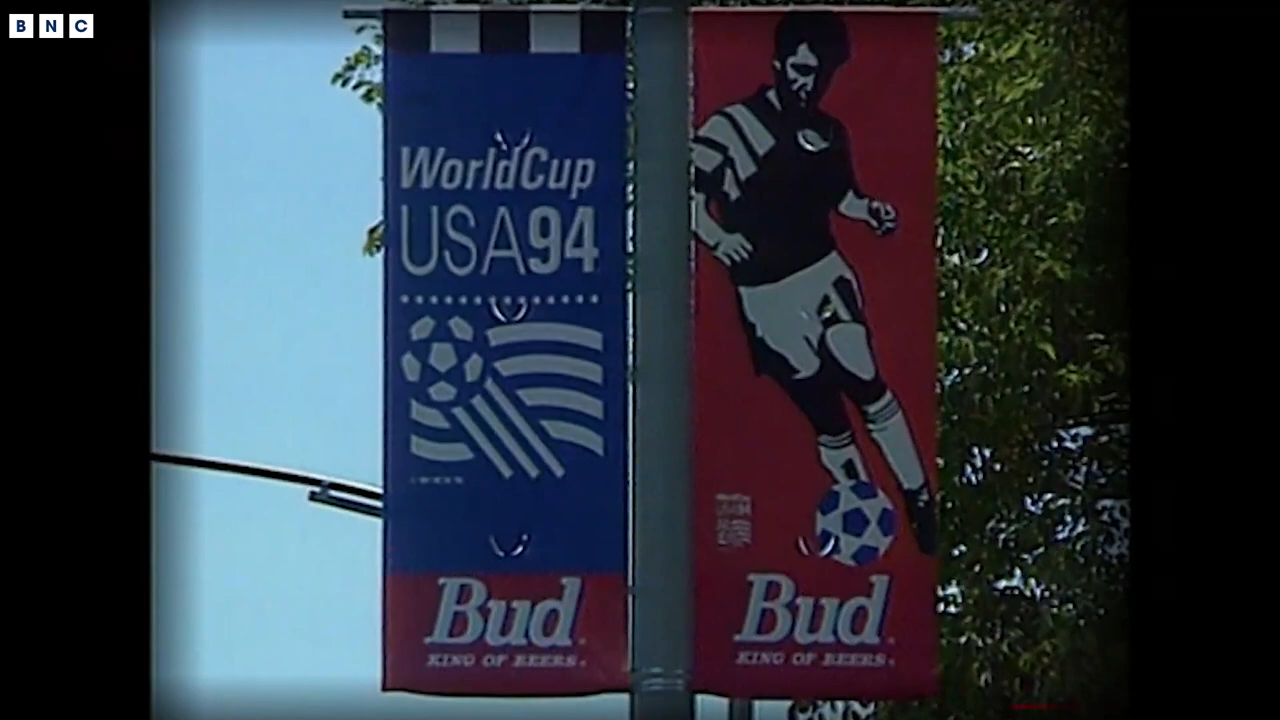 BNC
WorldCup
USA94
Bud
KING OF BEERS.
Bud
KING OF BEERS.